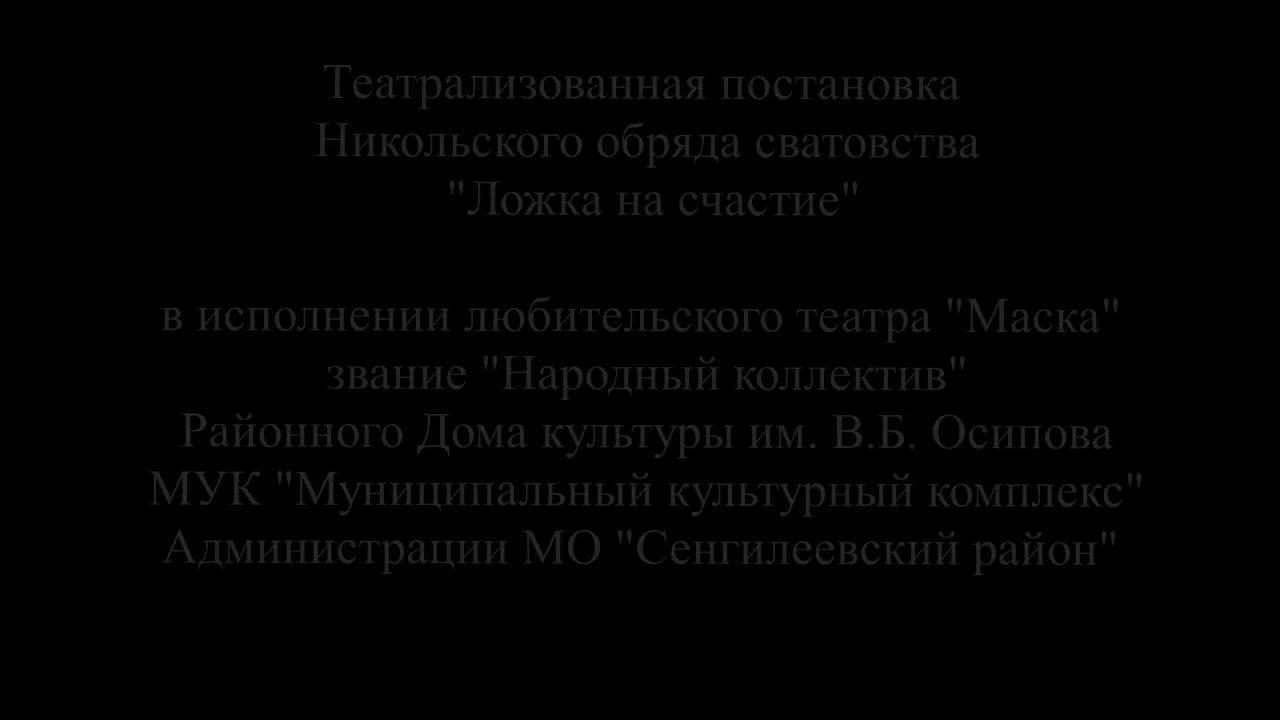 Театрализованная постановка
Никольского обряда сватовства
"Ложка на счастие"
в исполнении любительского театра "Маска"
звание "Народный коллектив"
Районного Дома культуры им. В.Б. Осипова
МУК "Муниципальный культурный комплекс"
Администрации МО "Сенгилеевский район"